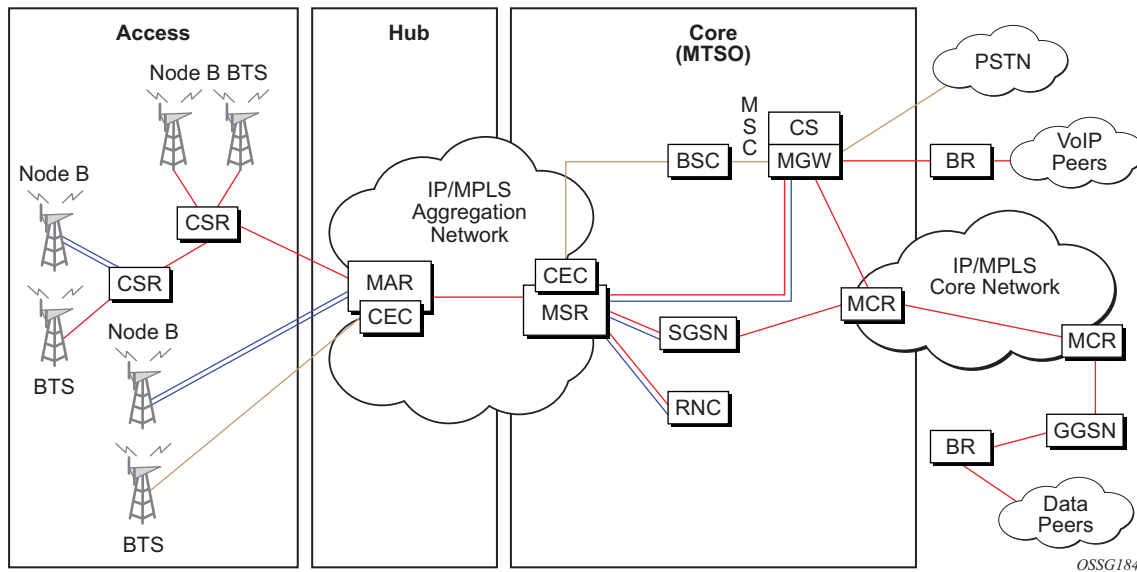 Access
Hub
Core
(MTSO)
Node B BTS
Node B
CSR
CSR
BTS
Node B
BTS
IP/MPLS
Aggregation
Network
MAR
CEC
CEC
MSR
BSC
MSC
CS
MGW
SGSN
RNC
PSTN
BR
VoIP
Peers
IP/MPLS
Core Network
MCR
MCR
GGSN
BR
Data
Peers
OSSG184